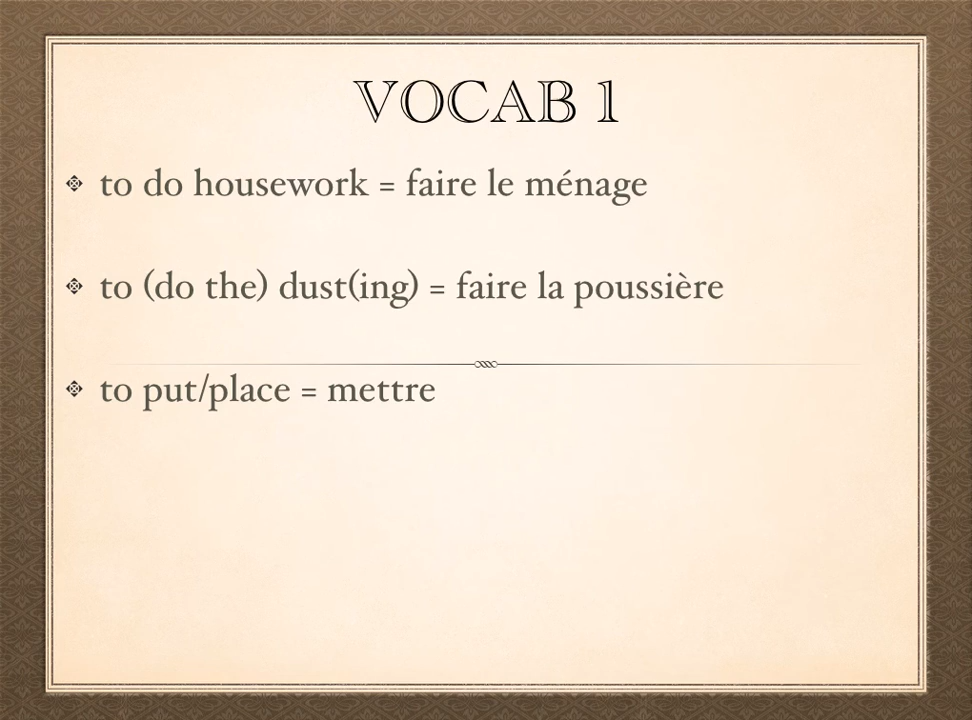 VOCAB 1
to do housework = faire le ménage
to (do the) dust(ing) = faire la poussière
to put/place = mettre